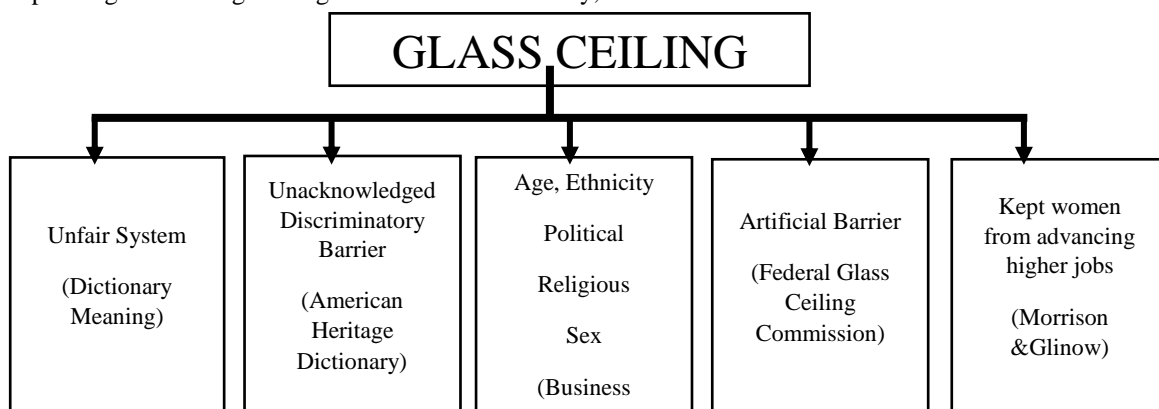 GLASS CEILING
Unfair System
(Dictionary
Meaning)
Unacknowledged
Discriminatory
Barrier
(American
Heritage
Dictionary)
Age, Ethnicity
Political
Religious
Sex
(Business
Artificial Barrier
(Federal Glass
Ceiling
Commission)
Kept women
from advancing
higher jobs
(Morrison
&Glinow)